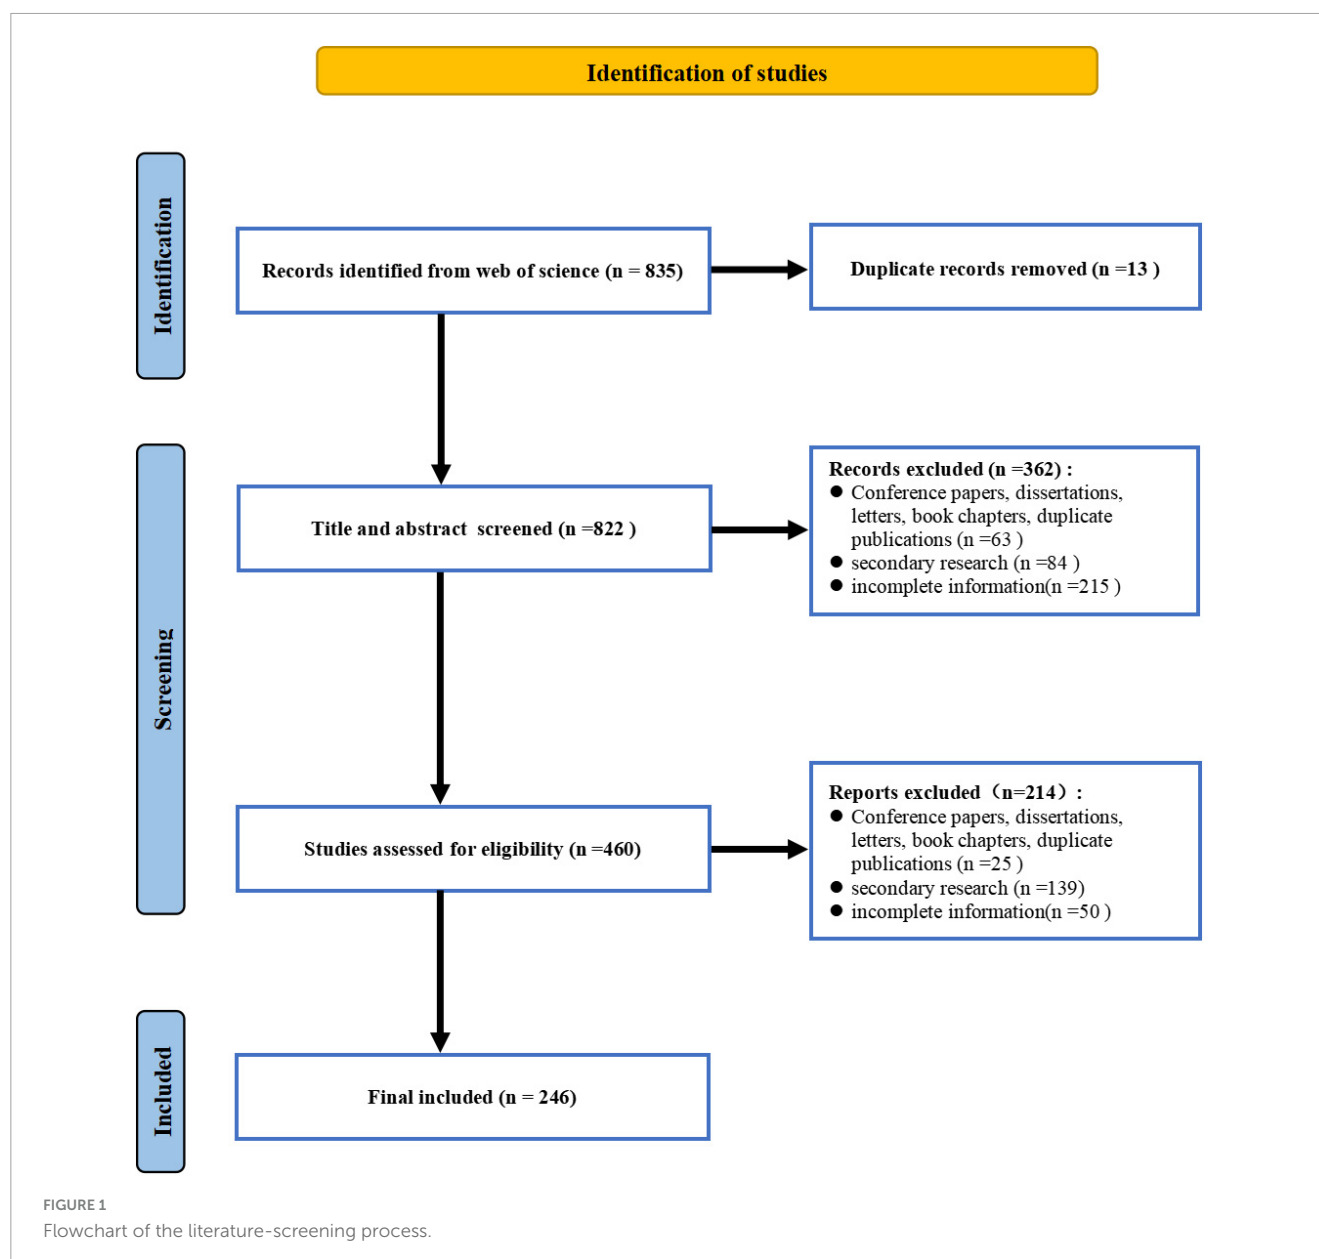 Identification of studies
Identification
Records identified from web of science (n = 835)
Duplicate records removed (n =13 )
Screening
Title and abstract  screened (n =822 )
Records excluded (n =362) :
● Conference papers, dissertations,
letters, book chapters, duplicate
publications (n =63 )
● secondary research (n =84 )
● incomplete information(n =215 )
Studies assessed for eligibility (n =460)
Reports excluded（n=214）:
● Conference papers, dissertations,
letters, book chapters, duplicate
publications (n =25 )
● secondary research (n =139)
● incomplete information(n =50 )
Included
Final included (n = 246)
FIGURE 1
Flowchart of the literature-screening process.